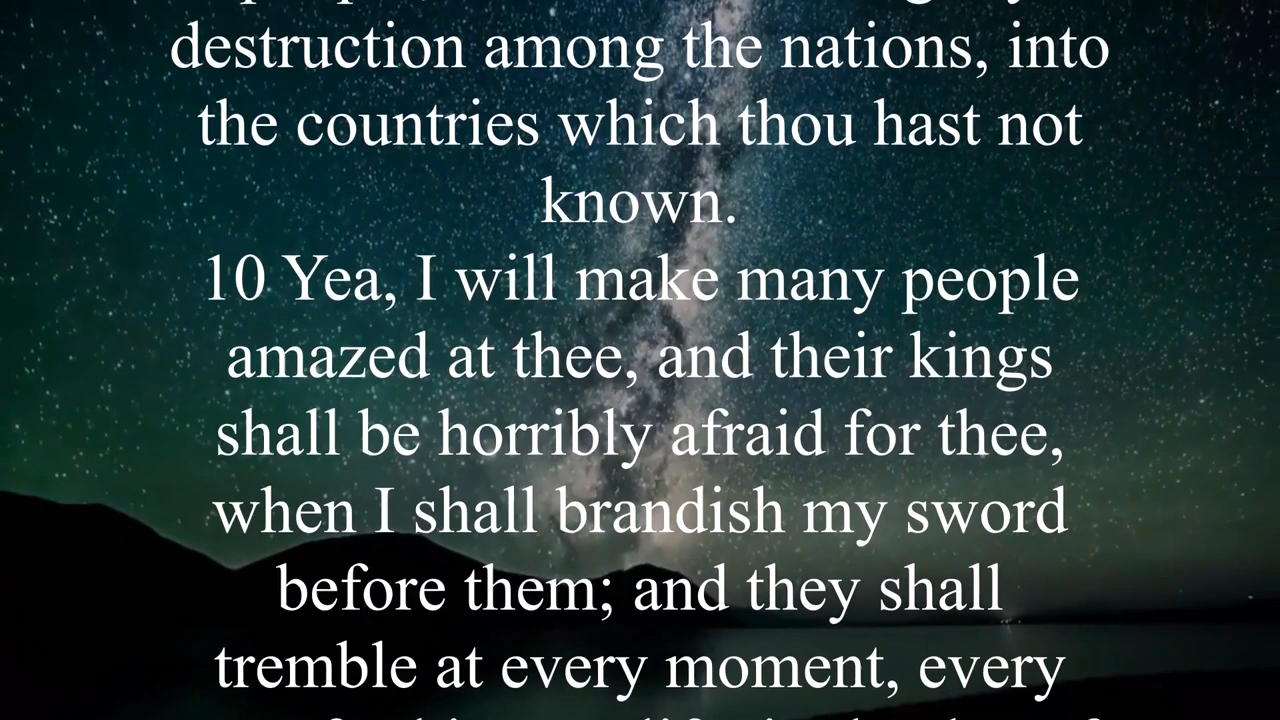 destruction among the nations, into
the countries which thou hast not
known.
10 Yea, I will make many people
amazed at thee, and their kings
shall be horribly afraid for thee,
when I shall brandish my sword
before them; and they shall
tremble at every moment, every